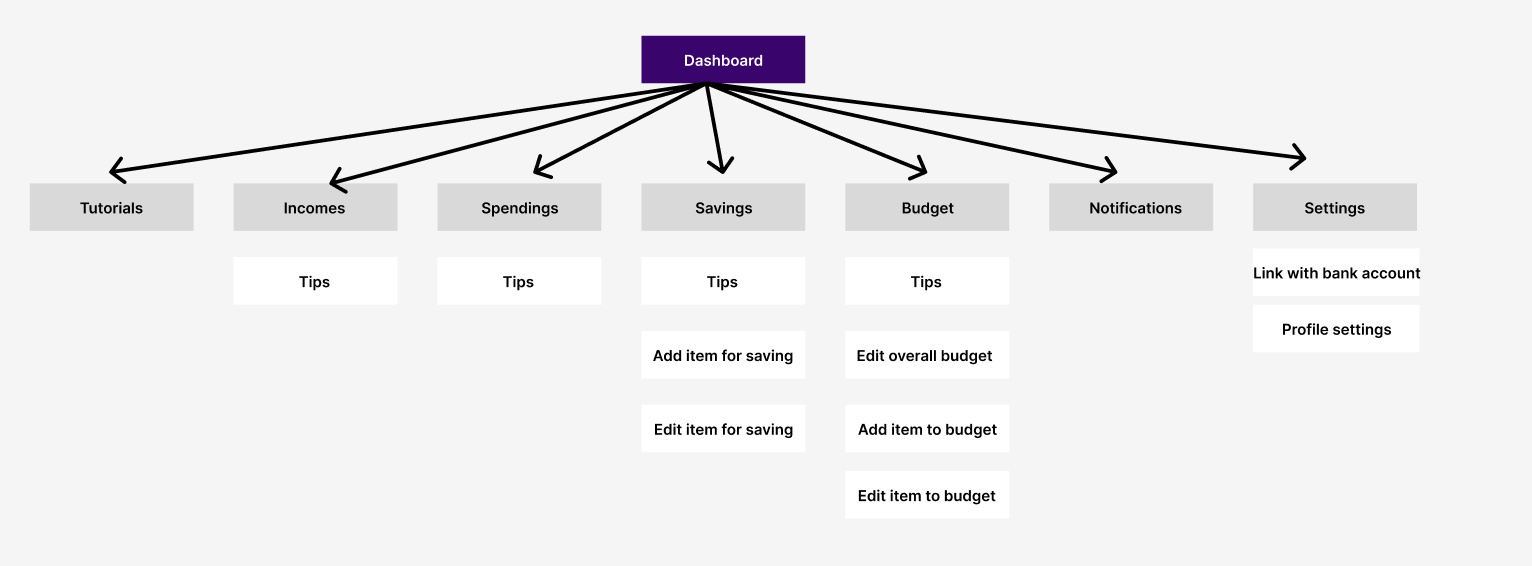 Dashboard
Tutorials
Incomes
Spendings
Savings
Budget
Notifications
Settings
Tips
Tips
Tips
Tips
Link with bank account
Profile settings
Add item for saving
Edit overall budget
Edit item for saving
Add item to budget
Edit item to budget